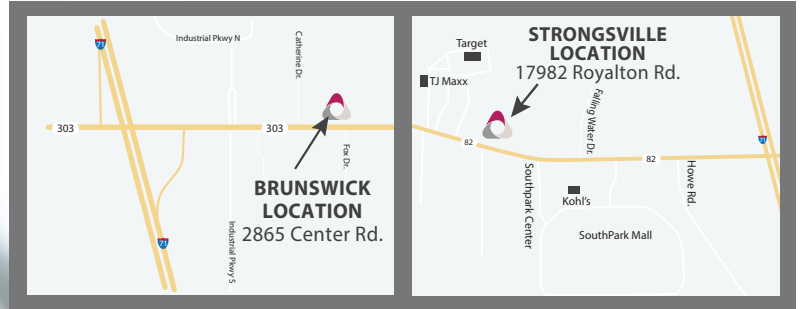 Industrial Pkwy N
71
Catherine Dr.
303
303
Fox Dr.
BRUNSWICK
LOCATION
2865 Center Rd.
Industrial Pkwy S
71
STRONGSVILLE
LOCATION
17982 Royalton Rd.
Target
TJ Maxx
Falling Water Dr.
71
82
82
Southpark Center
Kohl's
Howe Rd.
SouthPark Mall